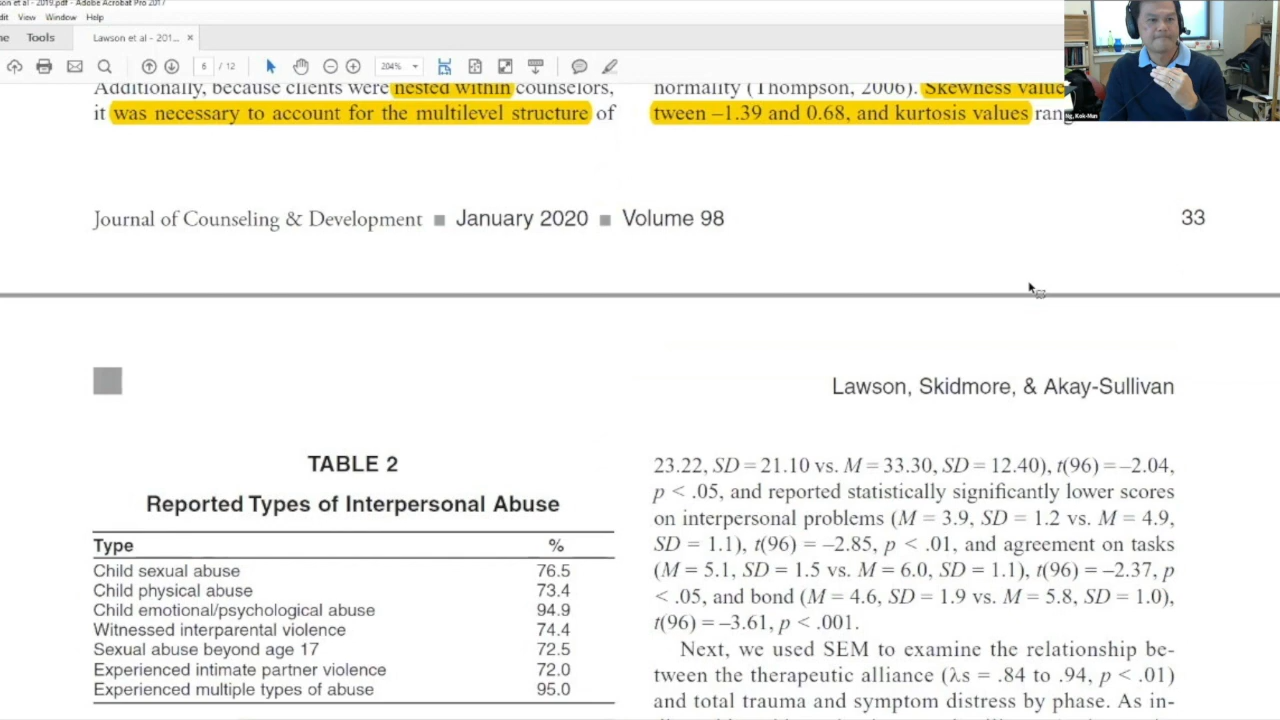 son et al - 2019.pdf - Adobe Acrobat Pro 2017
dit View Window Help
ne Tools Lawson et al - 201... ×
6 / 12 204%
Additionally, because clients were nested within counselors,
it was necessary to account for the multilevel structure of
normality (Thompson, 2006). Skewness value
tween –1.39 and 0.68, and kurtosis values rang
Ng, Kok-Mun
Journal of Counseling & Development ■ January 2020 ■ Volume 98
33
Lawson, Skidmore, & Akay-Sullivan
TABLE 2
Reported Types of Interpersonal Abuse
Type %
Child sexual abuse 76.5
Child physical abuse 73.4
Child emotional/psychological abuse 94.9
Witnessed interparental violence 74.4
Sexual abuse beyond age 17 72.5
Experienced intimate partner violence 72.0
Experienced multiple types of abuse 95.0
23.22, SD = 21.10 vs. M = 33.30, SD = 12.40), t(96) = –2.04,
p < .05, and reported statistically significantly lower scores
on interpersonal problems (M = 3.9, SD = 1.2 vs. M = 4.9,
SD = 1.1), t(96) = –2.85, p < .01, and agreement on tasks
(M = 5.1, SD = 1.5 vs. M = 6.0, SD = 1.1), t(96) = –2.37, p
< .05, and bond (M = 4.6, SD = 1.9 vs. M = 5.8, SD = 1.0),
t(96) = –3.61, p < .001.
Next, we used SEM to examine the relationship be-
tween the therapeutic alliance (λs = .84 to .94, p < .01)
and total trauma and symptom distress by phase. As in-